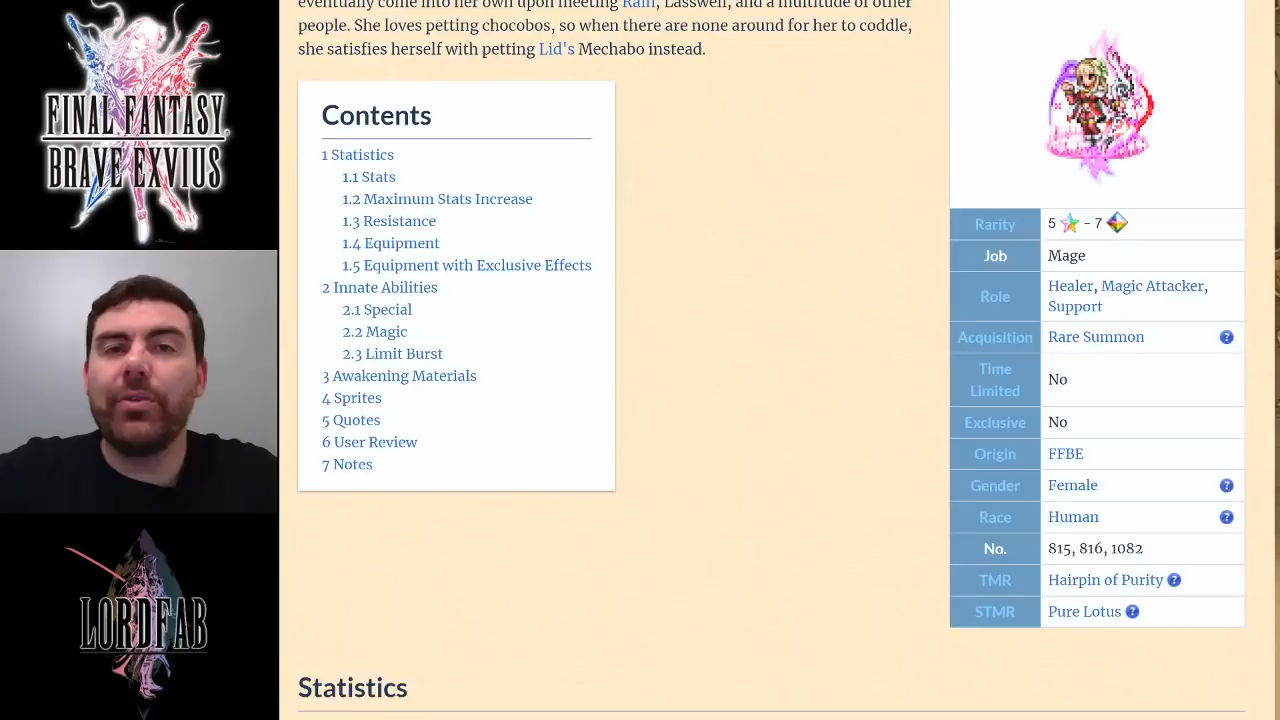 FINAL FANTASY
BRAVE EXVIUS
LORDFAB
eventually come into her own upon meeting Rain, Lasswell, and a multitude of other
people. She loves petting chocobos, so when there are none around for her to coddle,
she satisfies herself with petting Lid's Mechabo instead.
Contents
1 Statistics
1.1 Stats
1.2 Maximum Stats Increase
1.3 Resistance
1.4 Equipment
1.5 Equipment with Exclusive Effects
2 Innate Abilities
2.1 Special
2.2 Magic
2.3 Limit Burst
3 Awakening Materials
4 Sprites
5 Quotes
6 User Review
7 Notes
Rarity 5 - 7
Job Mage
Role Healer, Magic Attacker,
Support
Acquisition Rare Summon ?
Time
Limited No
Exclusive No
Origin FFBE
Gender Female ?
Race Human ?
No. 815, 816, 1082
TMR Hairpin of Purity ?
STMR Pure Lotus ?
Statistics